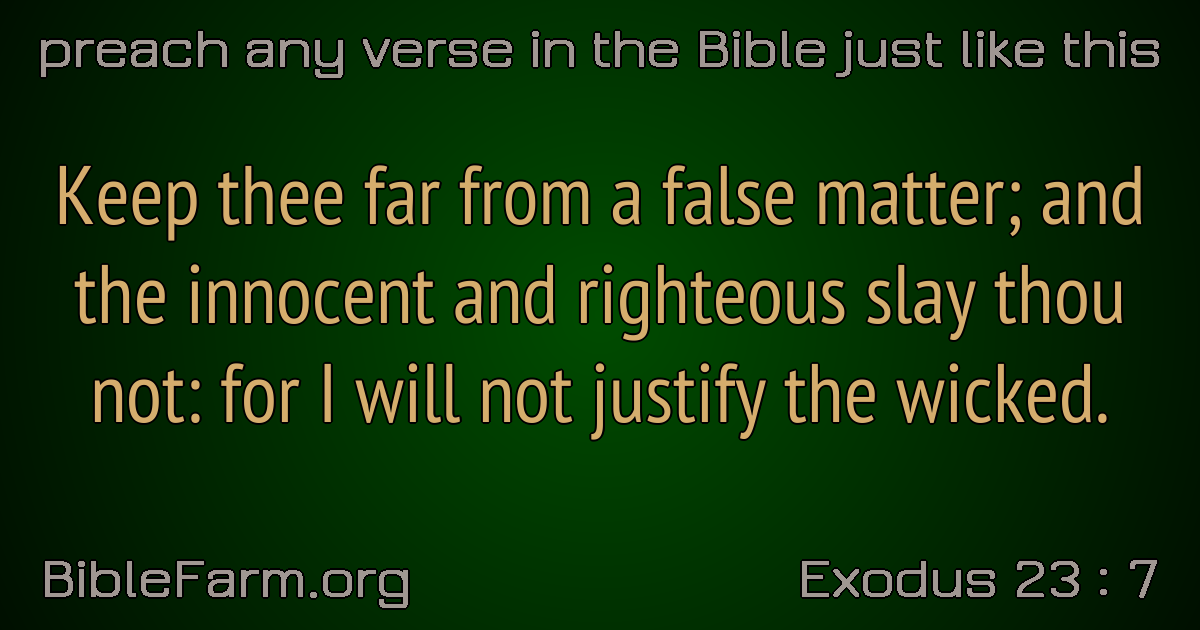 preach any verse in the Bible just like this
Keep thee far from a false matter; and
the innocent and righteous slay thou
not: for I will not justify the wicked.
BibleFarm.org
Exodus 23 : 7